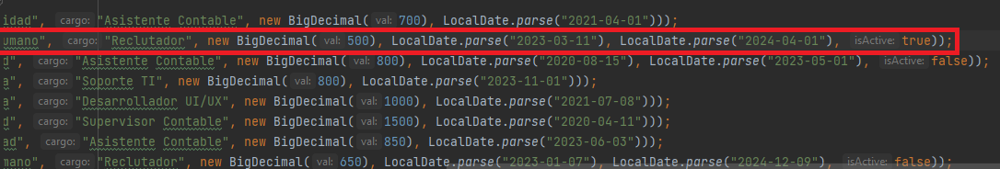 idad", cargo: "Asistente Contable", new BigDecimal( val: 700), LocalDate.parse("2021-04-01")));
umano", cargo: "Reclutador", new BigDecimal( val: 500), LocalDate.parse("2023-03-11"), LocalDate.parse("2024-04-01"), isActive: true));
d", cargo: "Asistente Contable", new BigDecimal( val: 800), LocalDate.parse("2020-08-15"), LocalDate.parse("2023-05-01"), isActive: false));
a", cargo: "Soporte TI", new BigDecimal( val: 800), LocalDate.parse("2023-11-01")));
a", cargo: "Desarrollador UI/UX", new BigDecimal( val: 1000), LocalDate.parse("2021-07-08")));
d", cargo: "Supervisor Contable", new BigDecimal( val: 1500), LocalDate.parse("2020-04-11")));
ad", cargo: "Asistente Contable", new BigDecimal( val: 850), LocalDate.parse("2023-06-03")));
mano", cargo: "Reclutador", new BigDecimal( val: 650), LocalDate.parse("2023-01-07"), LocalDate.parse("2024-12-09"), isActive: false));